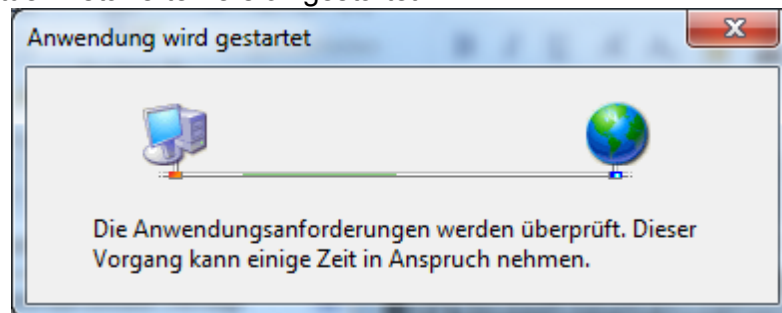 Anwendung wird gestartet
Die Anwendungsanforderungen werden überprüft. Dieser
Vorgang kann einige Zeit in Anspruch nehmen.